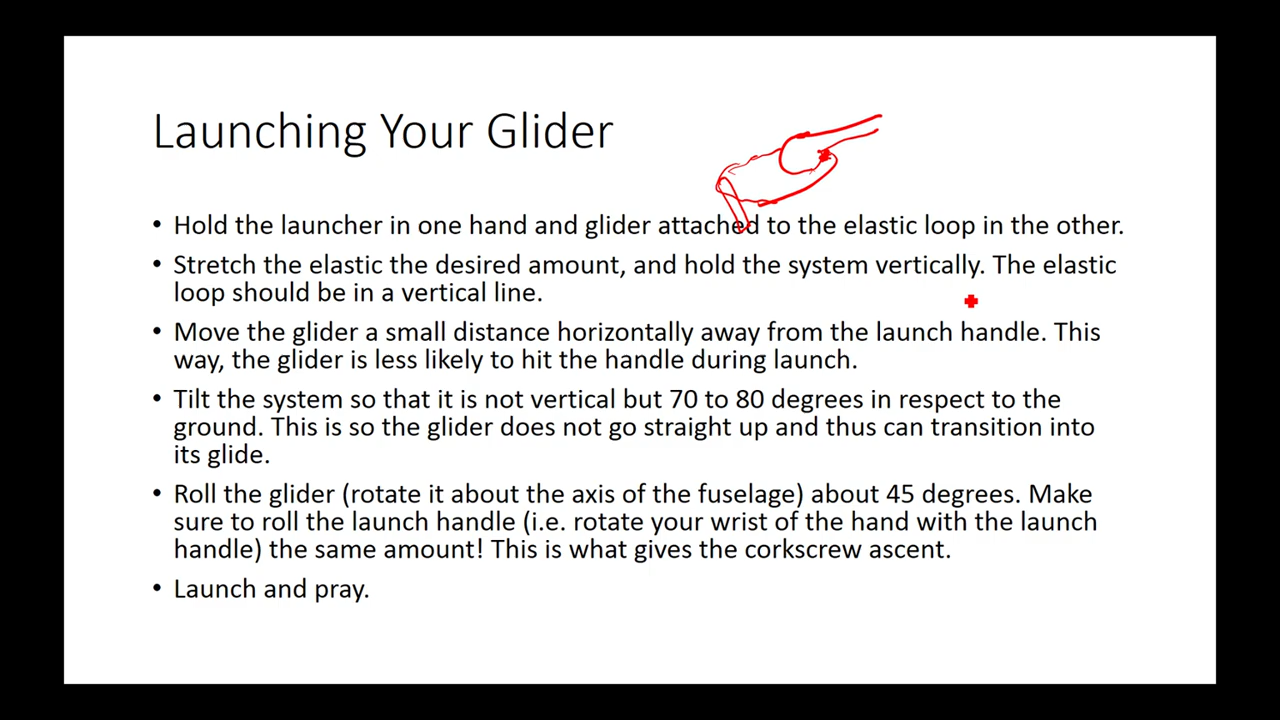 Launching Your Glider
• Hold the launcher in one hand and glider attached to the elastic loop in the other.
• Stretch the elastic the desired amount, and hold the system vertically. The elastic
loop should be in a vertical line.
• Move the glider a small distance horizontally away from the launch handle. This
way, the glider is less likely to hit the handle during launch.
• Tilt the system so that it is not vertical but 70 to 80 degrees in respect to the
ground. This is so the glider does not go straight up and thus can transition into
its glide.
• Roll the glider (rotate it about the axis of the fuselage) about 45 degrees. Make
sure to roll the launch handle (i.e. rotate your wrist of the hand with the launch
handle) the same amount! This is what gives the corkscrew ascent.
• Launch and pray.